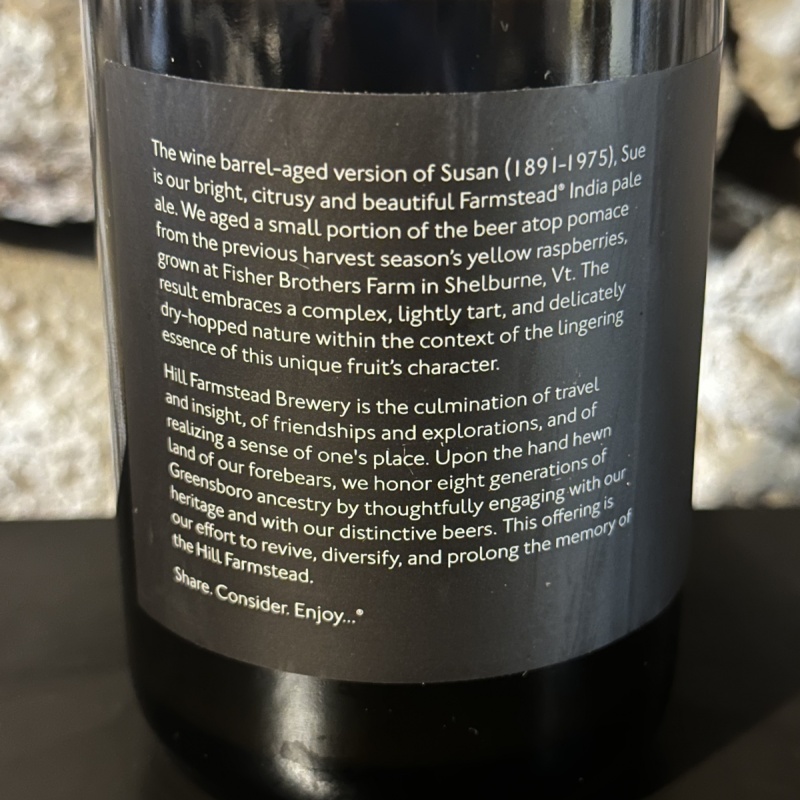 The wine barrel-aged version of Susan (1891-1975), Sue
is our bright, citrusy and beautiful Farmstead® India pale
ale. We aged a small portion of the beer atop pomace
from the previous harvest season's yellow raspberries,
grown at Fisher Brothers Farm in Shelburne, Vt. The
result embraces a complex, lightly tart, and delicately
dry-hopped nature within the context of the lingering
essence of this unique fruit's character.
Hill Farmstead Brewery is the culmination of travel
and insight, of friendships and explorations, and of
realizing a sense of one's place. Upon the hand hewn
land of our forebears, we honor eight generations of
Greensboro ancestry by thoughtfully engaging with our
heritage and with our distinctive beers. This offering is
our effort to revive, diversify, and prolong the memory of
the Hill Farmstead.
Share. Consider. Enjoy...®